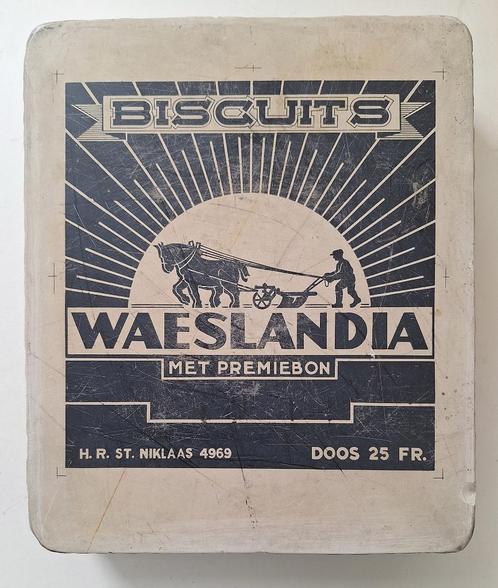 BISCUITS
WAESLANDIA
MET PREMIEBON
H. R. ST. NIKLAAS 4969
DOOS 25 FR.